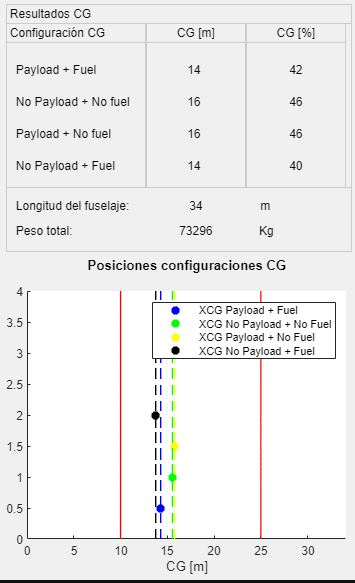 Resultados CG
Configuración CG CG [m] CG [%]
Payload + Fuel 14 42
No Payload + No fuel 16 46
Payload + No fuel 16 46
No Payload + Fuel 14 40
Longitud del fuselaje: 34 m
Peso total: 73296 Kg
Posiciones configuraciones CG
4
3.5
3
2.5
2
1.5
1
0.5
0
XCG Payload + Fuel
XCG No Payload + No Fuel
XCG Payload + No Fuel
XCG No Payload + Fuel
0 5 10 15 20 25 30
CG [m]